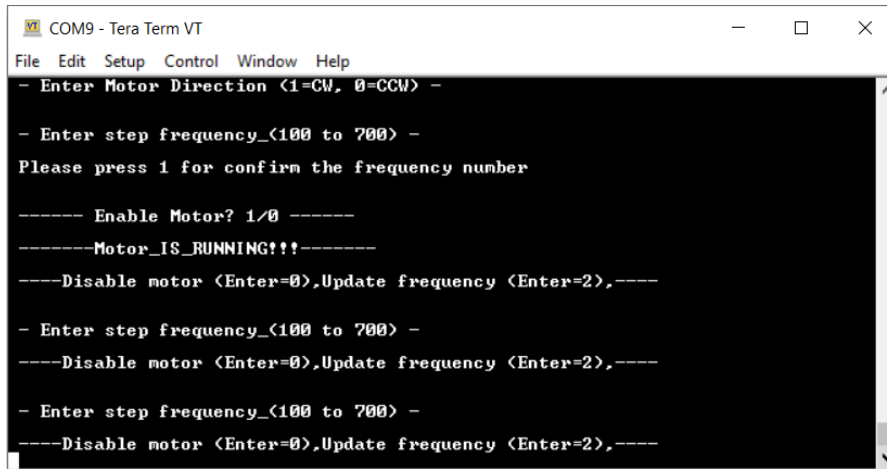 VT COM9 - Tera Term VT
File Edit Setup Control Window Help
- Enter Motor Direction (1=CW, 0=CCW) -
- Enter step frequency_(100 to 700) -
Please press 1 for confirm the frequency number
------ Enable Motor? 1/0 ------
-------Motor_IS_RUNNING!!!-------
----Disable motor (Enter=0),Update frequency (Enter=2),----
- Enter step frequency_(100 to 700) -
----Disable motor (Enter=0),Update frequency (Enter=2),----
- Enter step frequency_(100 to 700) -
----Disable motor (Enter=0),Update frequency (Enter=2),----